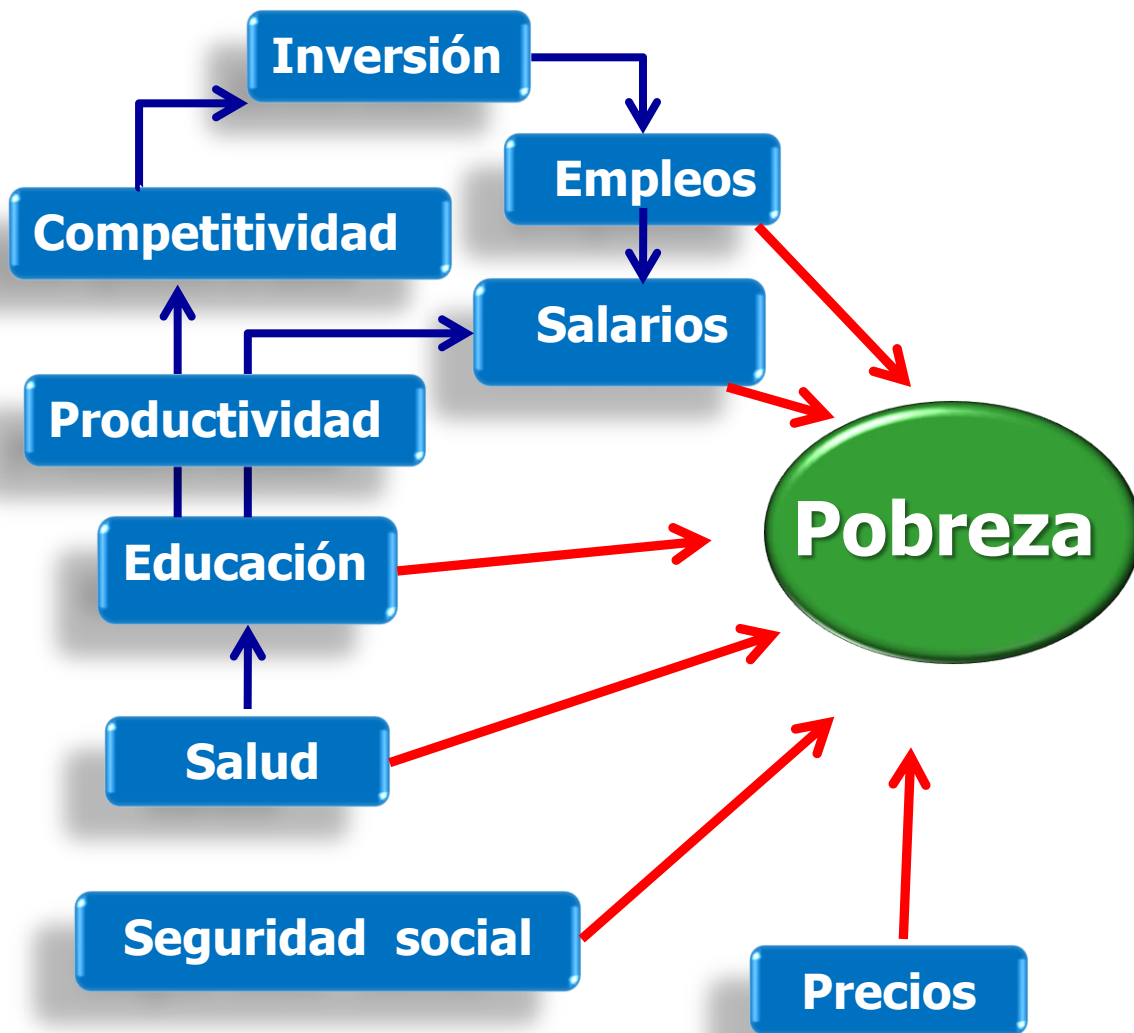 Inversión
Empleos
Competitividad
Salarios
Productividad
Pobreza
Educación
Salud
Seguridad social
Precios